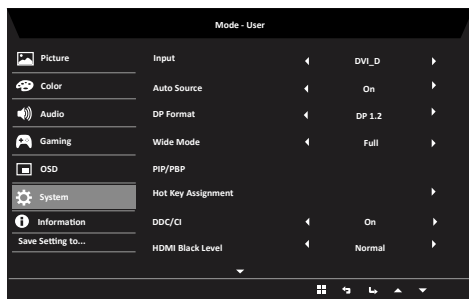 Mode - User
Picture
Color
Audio
Gaming
OSD
System
Information
Save Setting to...
Input DVI_D
Auto Source On
DP Format DP 1.2
Wide Mode Full
PIP/PBP
Hot Key Assignment
DDC/CI On
HDMI Black Level Normal